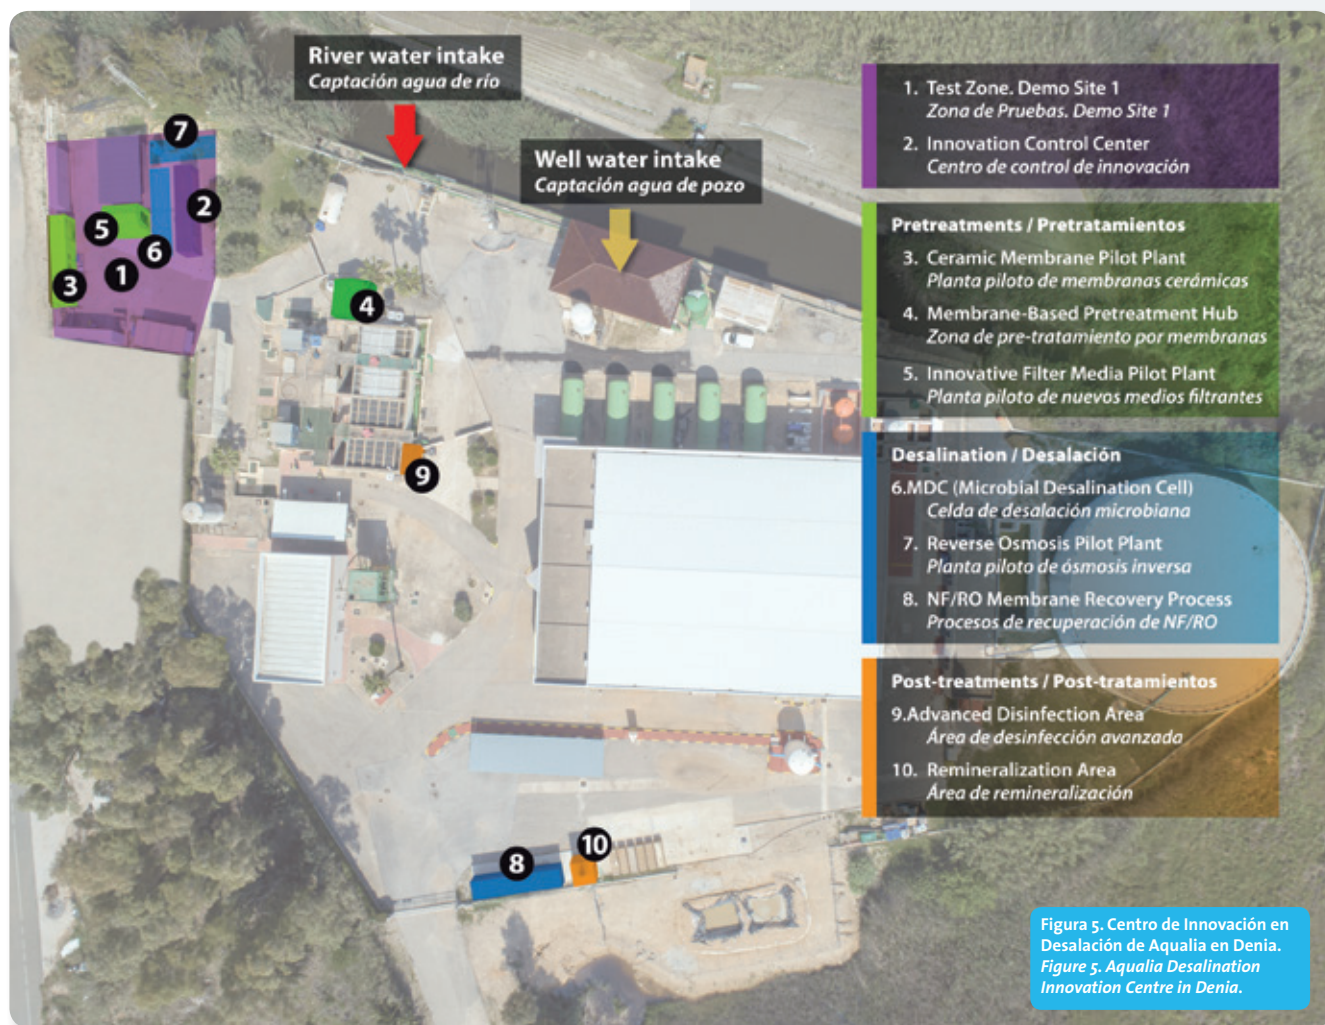 River water intake
Captación agua de río
Well water intake
Captación agua de pozo
7
2
5
6
1
3
4
9
8
10
1. Test Zone. Demo Site 1
Zona de Pruebas. Demo Site 1
2. Innovation Control Center
Centro de control de innovación
Pretreatments / Pretratamientos
3. Ceramic Membrane Pilot Plant
Planta piloto de membranas cerámicas
4. Membrane-Based Pretreatment Hub
Zona de pre-tratamiento por membranas
5. Innovative Filter Media Pilot Plant
Planta piloto de nuevos medios filtrantes
Desalination / Desalación
6.MDC (Microbial Desalination Cell)
Celda de desalación microbiana
7. Reverse Osmosis Pilot Plant
Planta piloto de ósmosis inversa
8. NF/RO Membrane Recovery Process
Procesos de recuperación de NF/RO
Post-treatments / Post-tratamientos
9.Advanced Disinfection Area
Área de desinfección avanzada
10. Remineralization Area
Área de remineralización
Figura 5. Centro de Innovación en
Desalación de Aqualia en Denia.
Figure 5. Aqualia Desalination
Innovation Centre in Denia.